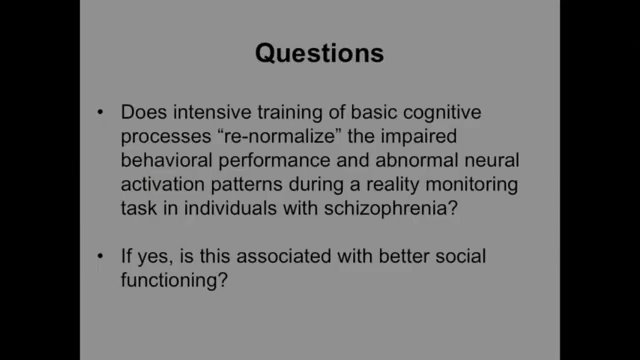 Questions
• Does intensive training of basic cognitive
processes “re-normalize” the impaired
behavioral performance and abnormal neural
activation patterns during a reality monitoring
task in individuals with schizophrenia?
• If yes, is this associated with better social
functioning?